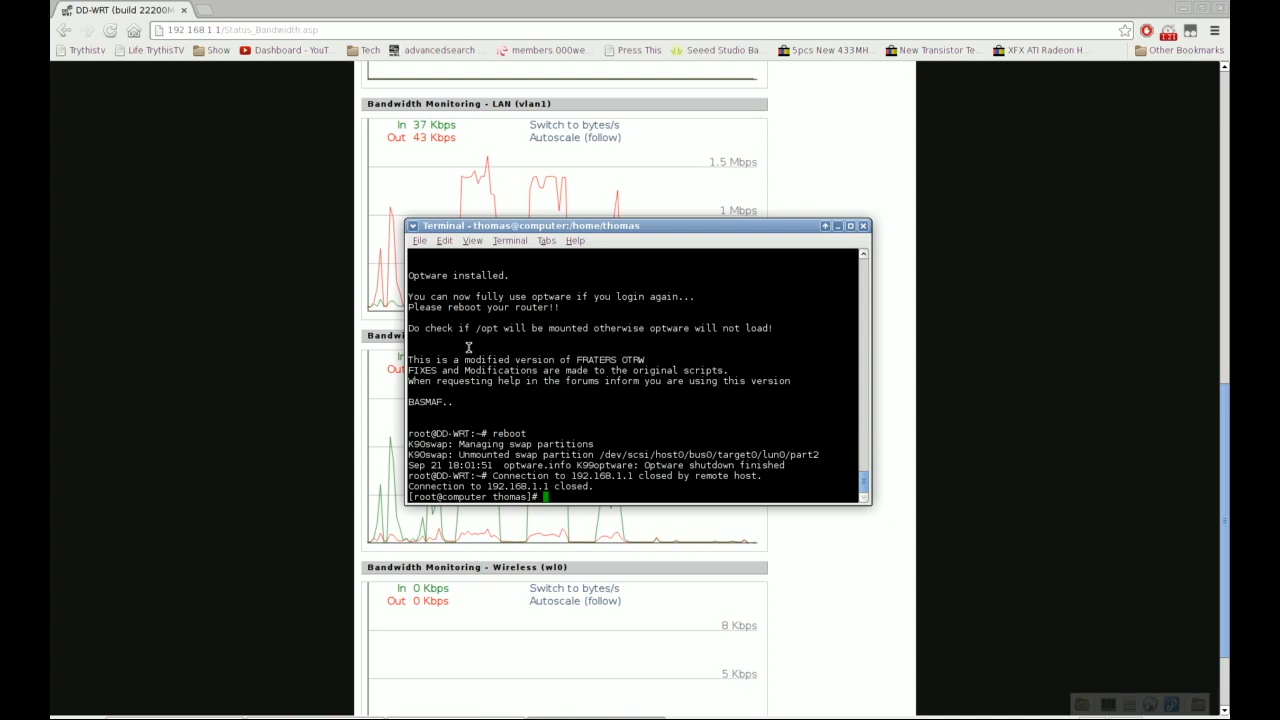 DD-WRT (build 22200M
192.168.1.1/Status_Bandwidth.asp
Trythistv
Life TrythisTV
Show
Dashboard - YouT...
Tech
advancedsearch...
members 000we...
Press This
Seeed Studio Ba...
5pcs New 433MH...
New Transistor Te...
XFX ATI Radeon H...
Other Bookmarks
Bandwidth Monitoring - LAN (vlan1)
In 37 Kbps
Switch to bytes/s
Out 43 Kbps
Autoscale (follow)
1.5 Mbps
1 Mbps
Terminal - thomas@computer:/home/thomas
File Edit View Terminal Tabs Help
Optware installed.
You can now fully use optware if you login again...
Please reboot your router!!
Do check if /opt will be mounted otherwise optware will not load!
This is a modified version of FRATERS OTRW
FIXES and Modifications are made to the original scripts.
When requesting help in the forums inform you are using this version
BASMAF..
root@DD-WRT:~# reboot
K90swap: Managing swap partitions
K90swap: Unmounted swap partition /dev/scsi/host0/bus0/target0/lun0/part2
Sep 21 18:01:51  optware.info K99optware: Optware shutdown finished
root@DD-WRT:~# Connection to 192.168.1.1 closed by remote host.
Connection to 192.168.1.1 closed.
[root@computer thomas]#
Bandwidth Monitoring - Wireless (wl0)
In 0 Kbps
Switch to bytes/s
Out 0 Kbps
Autoscale (follow)
8 Kbps
5 Kbps